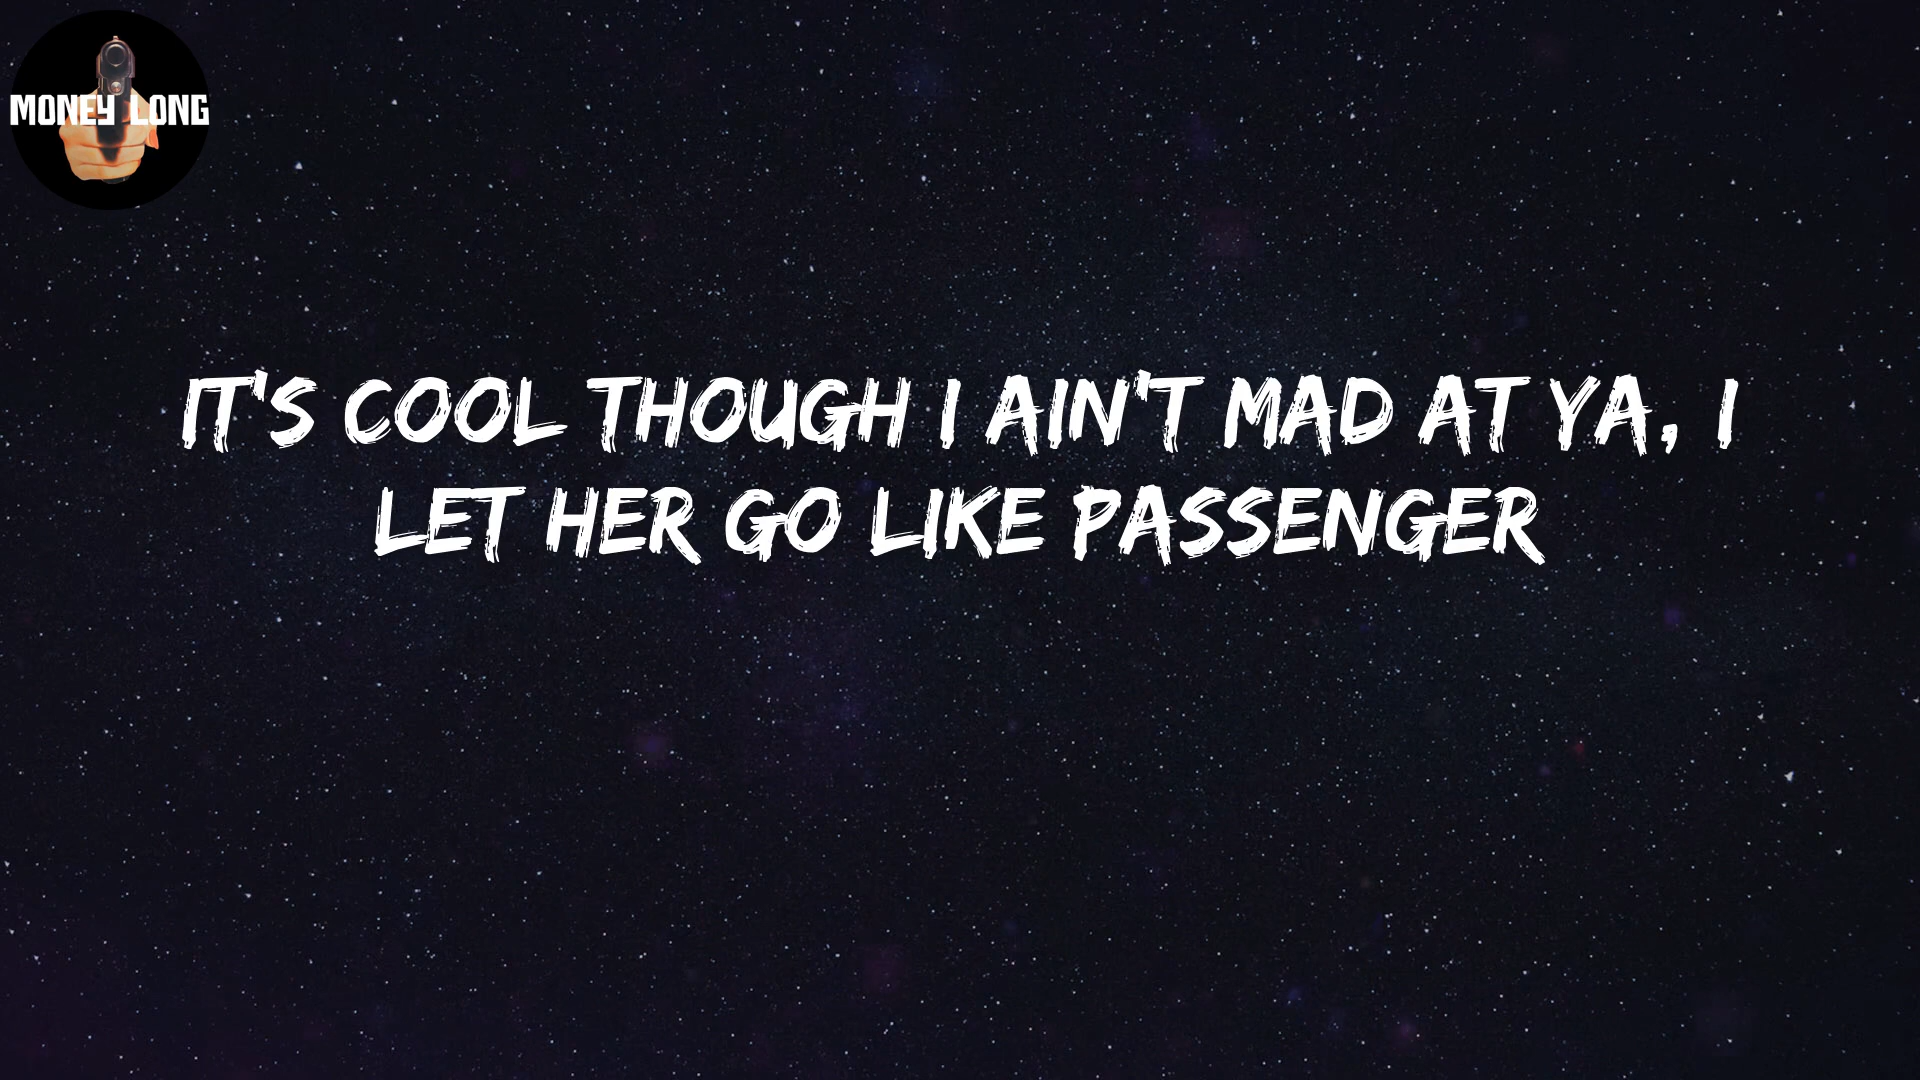 MONEY LONG
IT'S COOL THOUGH I AIN'T MAD AT YA, I
LET HER GO LIKE PASSENGER